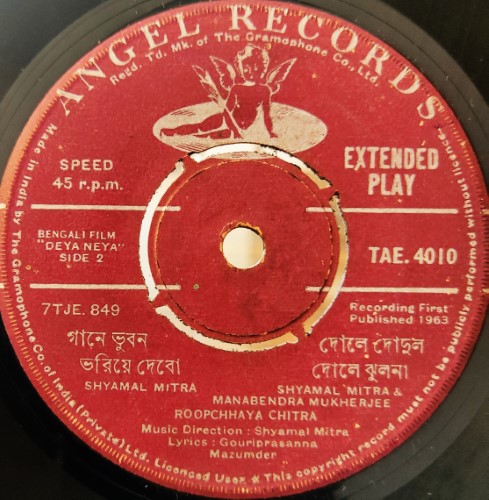 ANGEL RECORDS
Regd. Td. Mk. of The Gramophone Co., Ltd.
SPEED
45 r.p.m.
EXTENDED
PLAY
BENGALI FILM
"DEYA NEYA"
SIDE 2
TAE. 4010
7TJE. 849
Recording First
Published 1963
গানে ভুবন
ভরিয়ে দেবো
SHYAMAL MITRA
দোলে দোদুল
দোলে ঝুলনা
SHYAMAL MITRA &
MANABENDRA MUKHERJEE
ROOPCHHAYA CHITRA
Music Direction : Shyamal Mitra
Lyrics : Gouriprasanna
Mazumder
Made in India by The Gramophone Co. of India (Private) Ltd. Licensed User. ★ This copyright record must not be publicly performed without licence.